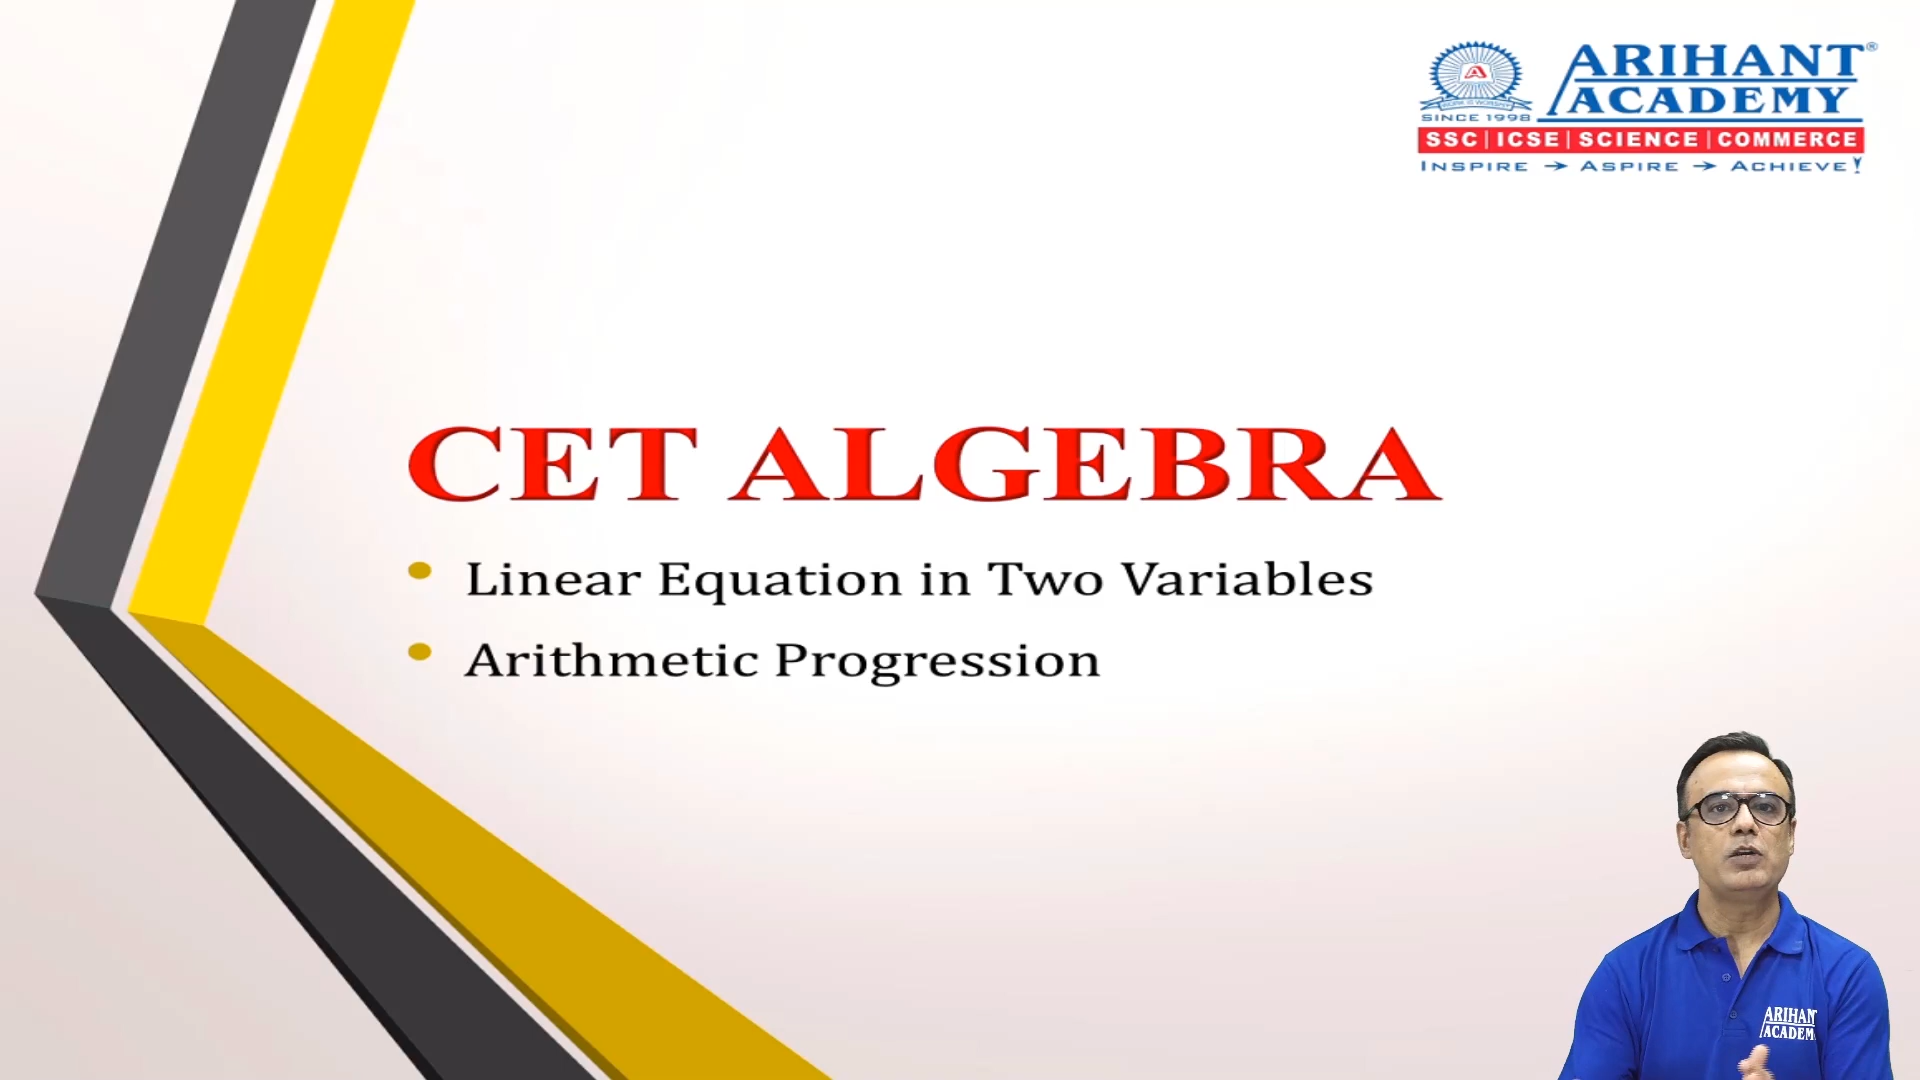 ARIHANT®
ACADEMY
SINCE 1998
SSC | ICSE | SCIENCE | COMMERCE
INSPIRE → ASPIRE → ACHIEVE!
CET ALGEBRA
• Linear Equation in Two Variables
• Arithmetic Progression
ARIHANT
ACADEM